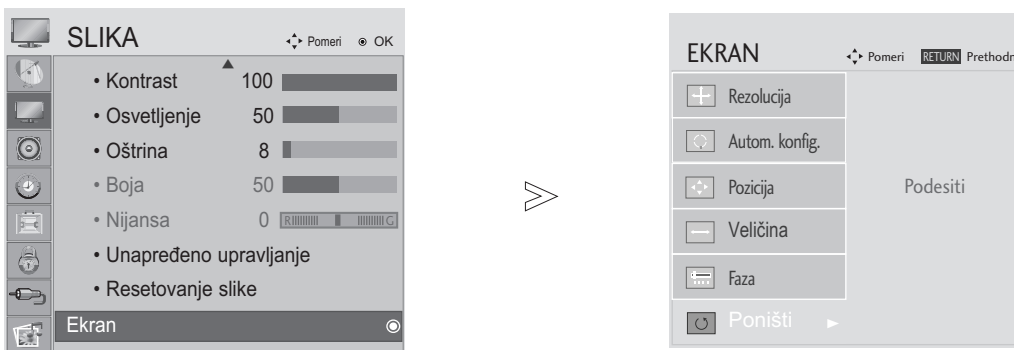 SLIKA Pomeri OK
• Kontrast 100
• Osvetljenje 50
• Oštrina 8
• Boja 50
• Nijansa 0 R G
• Unapređeno upravljanje
• Resetovanje slike
Ekran
>
EKRAN Pomeri RETURN Prethodn
Rezolucija
Autom. konfig.
Pozicija
Podesiti
Veličina
Faza
Poništi